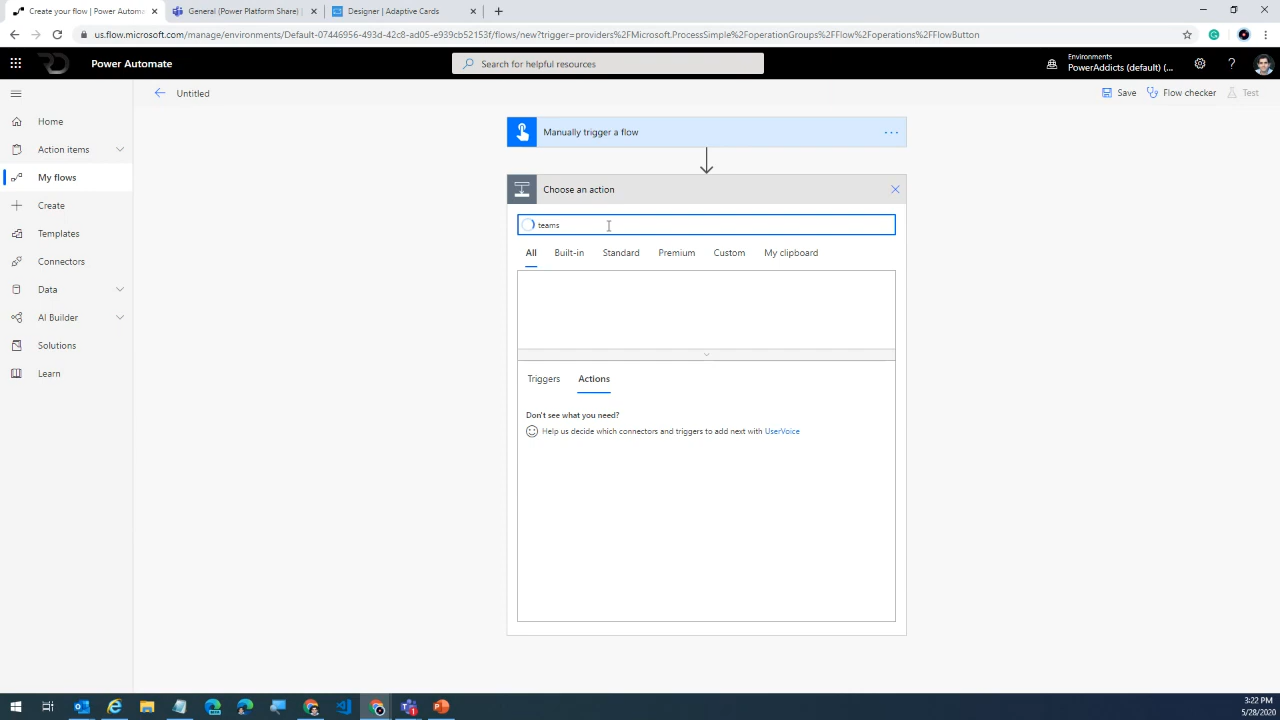 Create your flow | Power Automa
General (Power Platform Share) |
Designer | Adaptive Cards
us.flow.microsoft.com/manage/environments/Default-07446956-493d-42c8-ad05-e939cb52153f/flows/new?trigger=providers%2FMicrosoft.ProcessSimple%2FoperationGroups%2FFlow%2Foperations%2FFlowButton
Power Automate
Search for helpful resources
Environments
PowerAddicts (default) (...
Untitled
Save
Flow checker
Test
Home
Action items
My flows
Create
Templates
Connectors
Data
AI Builder
Solutions
Learn
Manually trigger a flow
Choose an action
teams
All Built-in Standard Premium Custom My clipboard
Triggers Actions
Don't see what you need?
Help us decide which connectors and triggers to add next with UserVoice
3:22 PM
5/28/2020